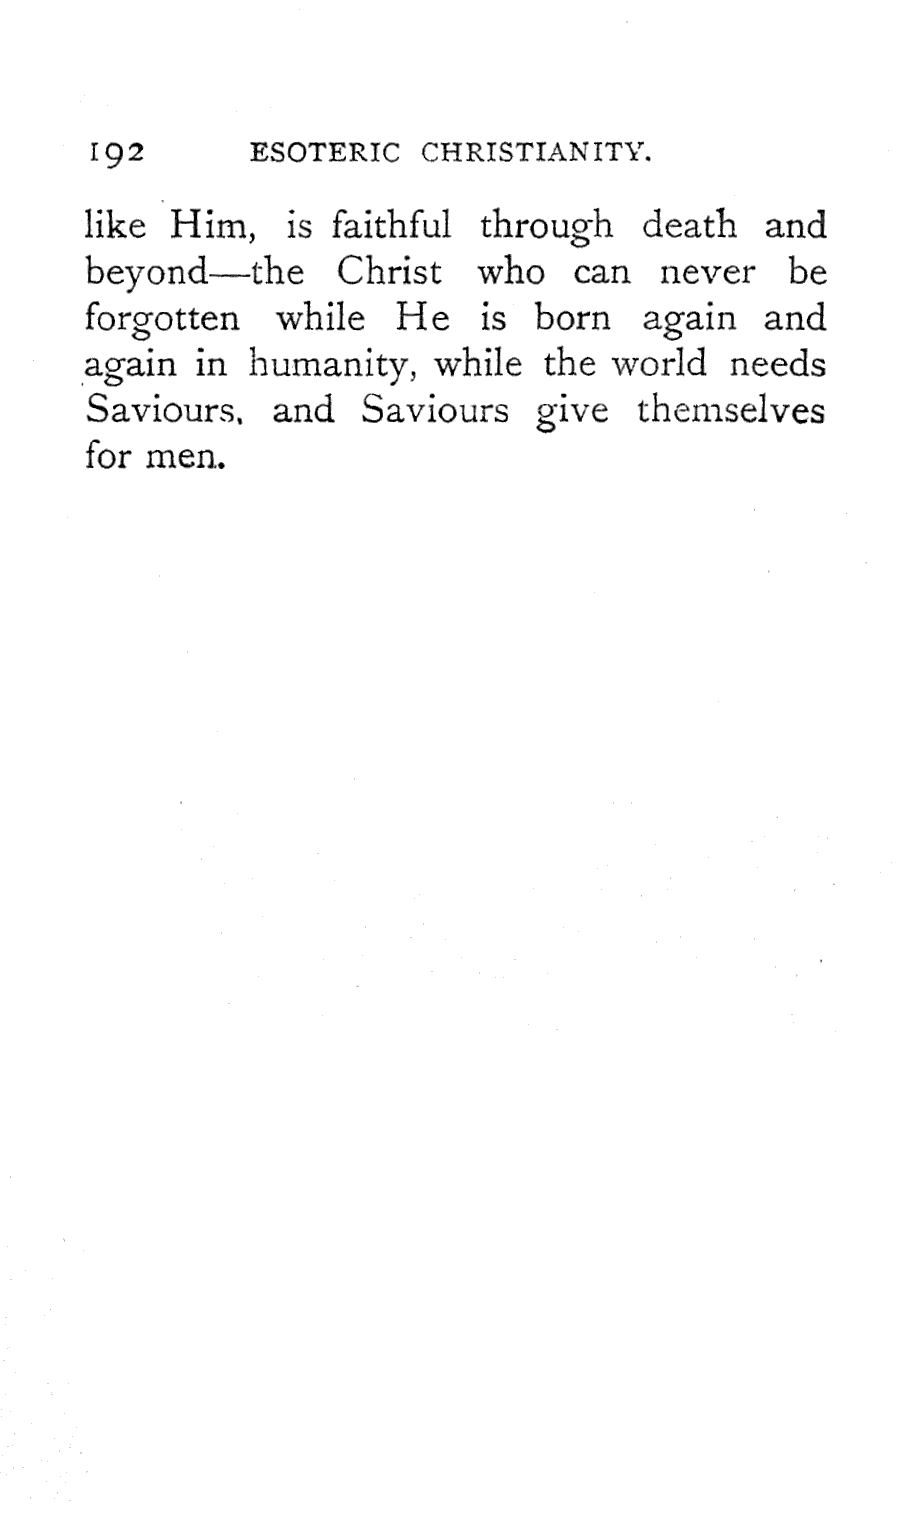 192 ESOTERIC CHRISTIANITY.
like Him, is faithful through death and
beyond—the Christ who can never be
forgotten while He is born again and
again in humanity, while the world needs
Saviours, and Saviours give themselves
for men.